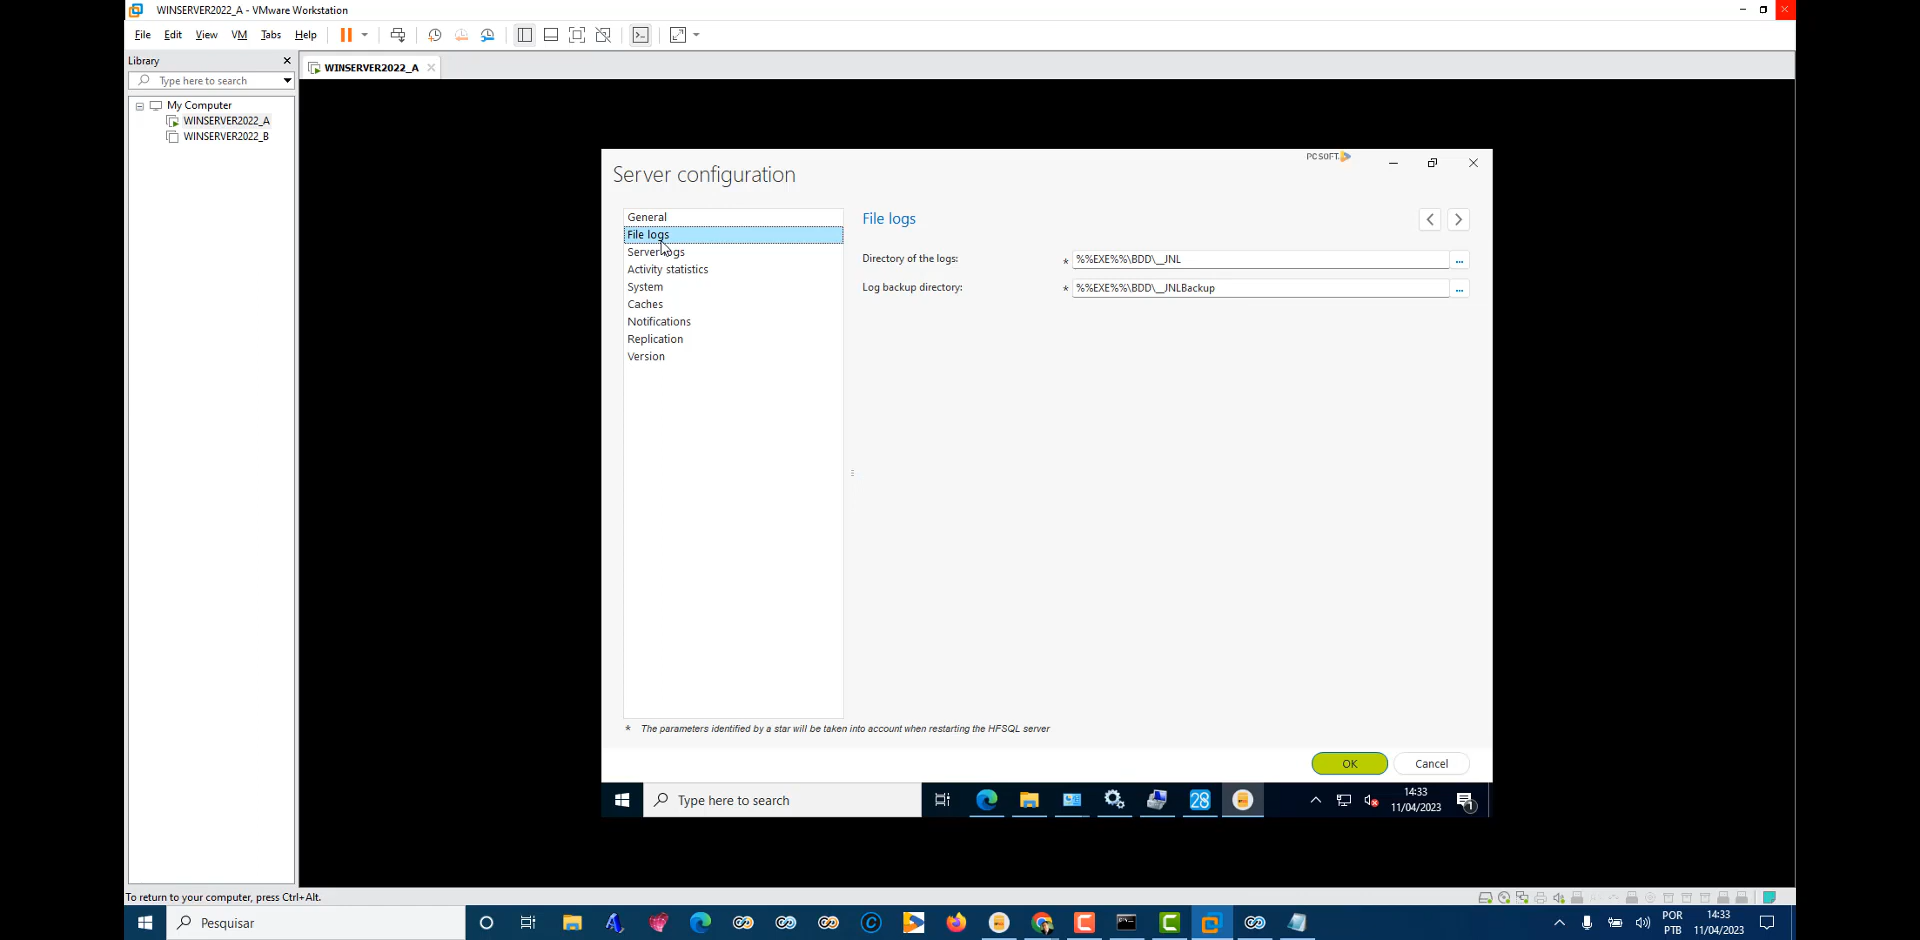 WINSERVER2022_A - VMware Workstation
File Edit View VM Tabs Help
Library
WINSERVER2022_A
Type here to search
My Computer
WINSERVER2022_A
WINSERVER2022_B
PC SOFT
Server configuration
General
File logs
Server logs
Activity statistics
System
Caches
Notifications
Replication
Version
File logs
Directory of the logs: * %%EXE%%\BDD\__JNL ...
Log backup directory: * %%EXE%%\BDD\__JNLBackup ...
* The parameters identified by a star will be taken into account when restarting the HFSQL server
OK Cancel
Type here to search
28
14:33
11/04/2023
1
To return to your computer, press Ctrl+Alt.
Pesquisar
POR
PTB
14:33
11/04/2023